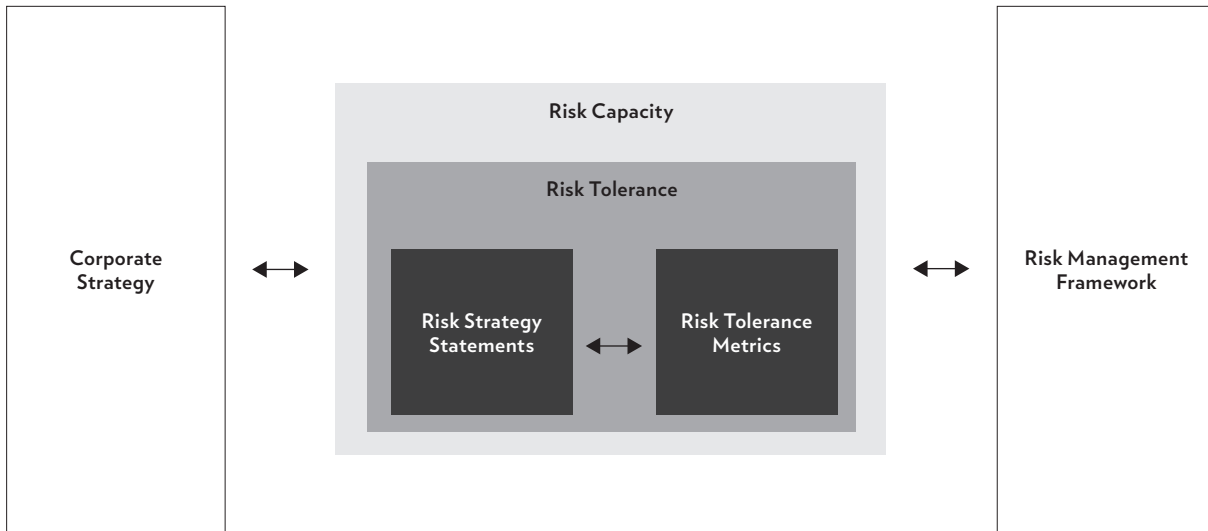 Risk Capacity
Risk Tolerance
Corporate
Strategy
Risk Strategy
Statements
Risk Tolerance
Metrics
Risk Management
Framework